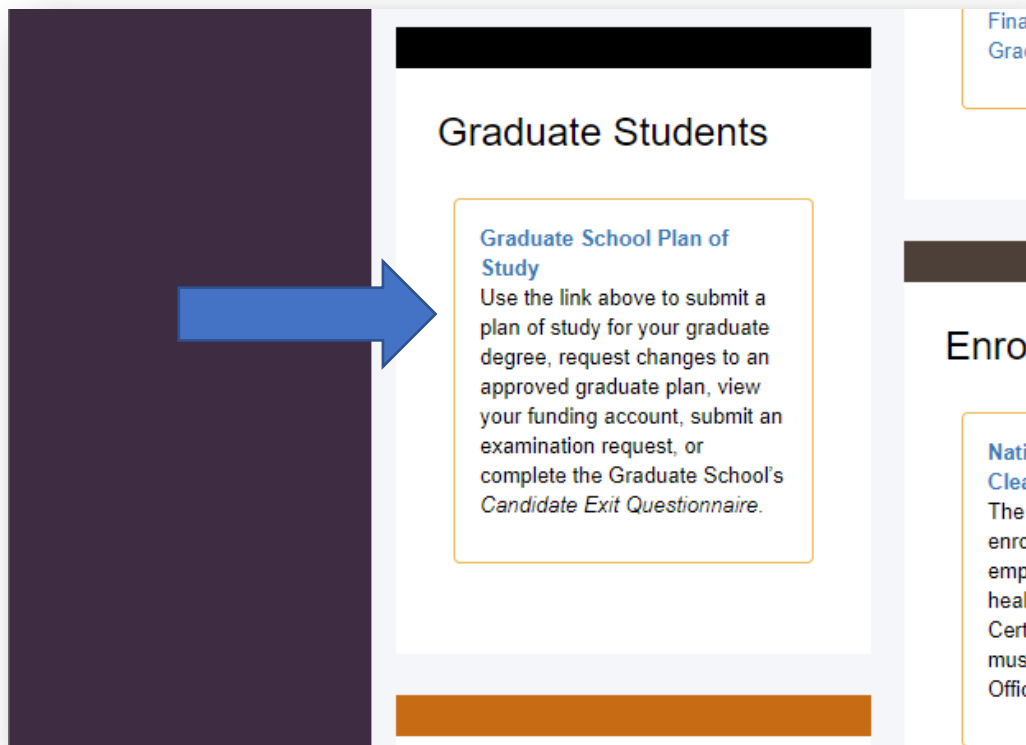 Graduate Students
Graduate School Plan of
Study
Use the link above to submit a
plan of study for your graduate
degree, request changes to an
approved graduate plan, view
your funding account, submit an
examination request, or
complete the Graduate School's
Candidate Exit Questionnaire.
The